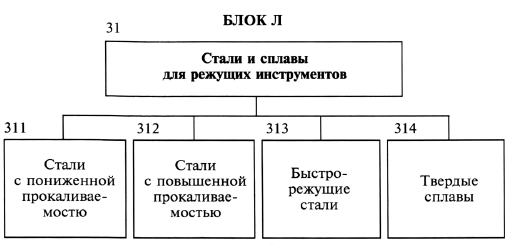 БЛОК Л
31
Стали и сплавы
для режущих инструментов
311
Стали
с пониженной
прокаливае-
мостю
312
Стали
с повышенной
прокаливае-
мостью
313
Быстро-
режущие
стали
314
Твердые
сплавы